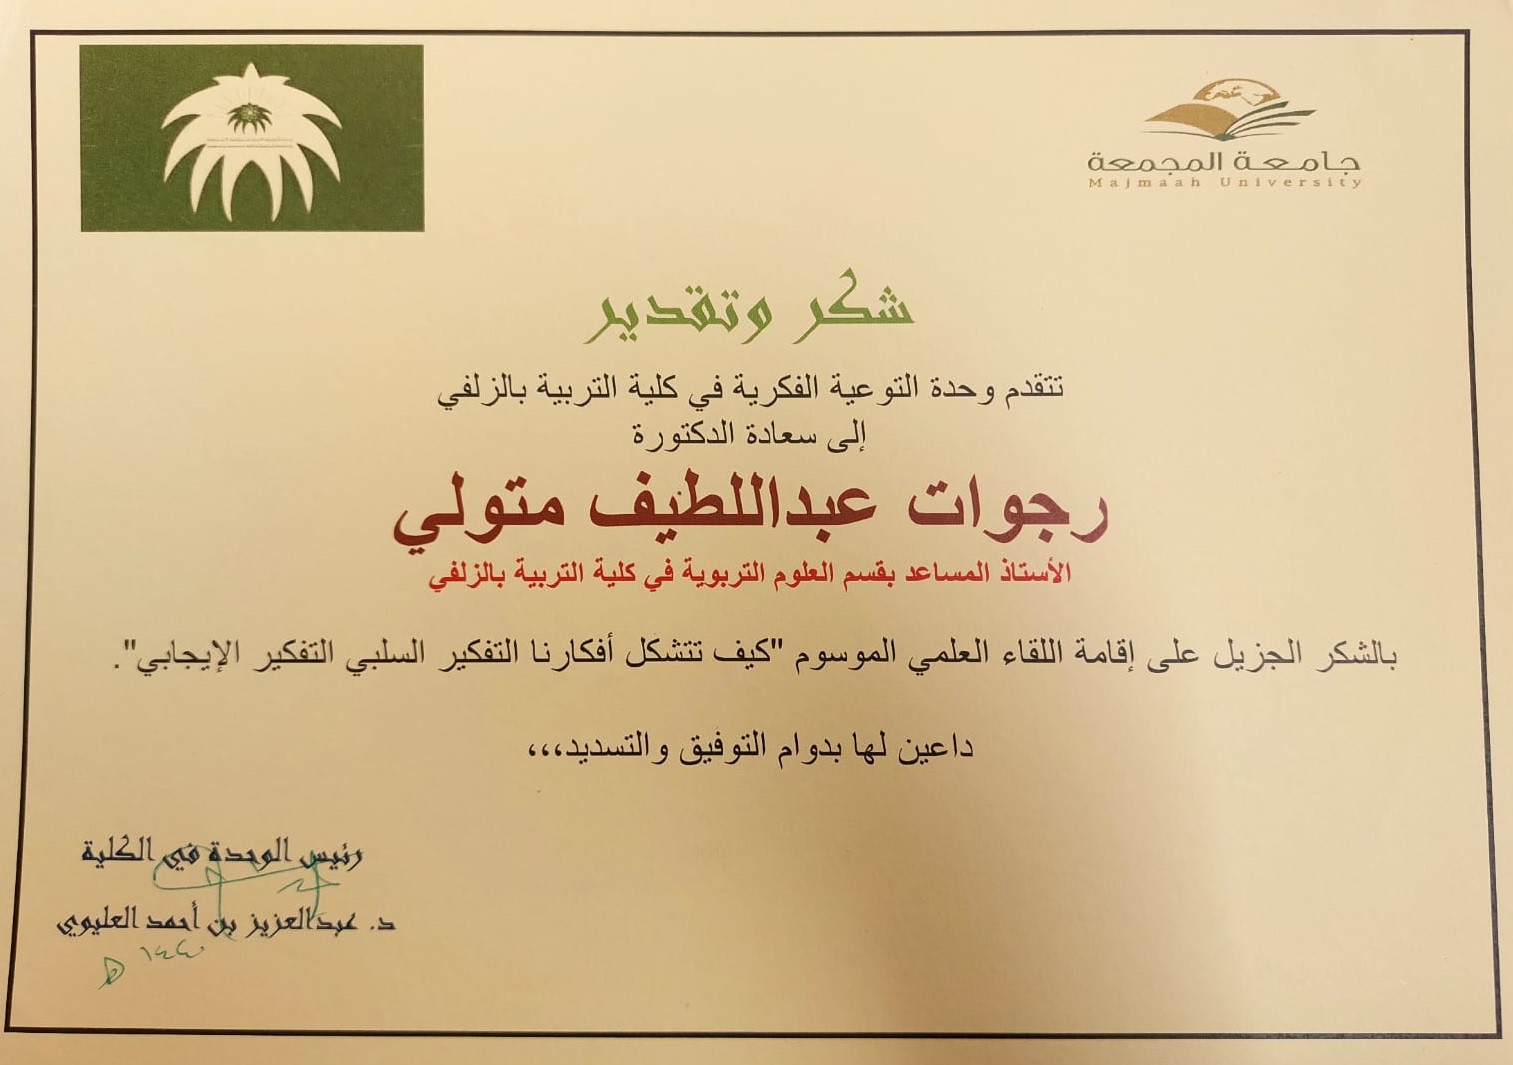 جامعة المجمعة
Majmaah University
شكر وتقدير
تتقدم وحدة التوعية الفكرية في كلية التربية بالزلفي
إلى سعادة الدكتورة
رجوات عبداللطيف متولي
الأستاذ المساعد بقسم العلوم التربوية في كلية التربية بالزلفي
بالشكر الجزيل على إقامة اللقاء العلمي الموسوم "كيف تتشكل أفكارنا التفكير السلبي التفكير الإيجابي".
داعين لها بدوام التوفيق والتسديد،،،
رئيس الوحدة في الكلية
د. عبدالعزيز بن أحمد العليوي
١٤٤٠